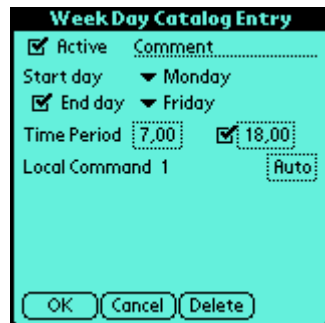 Week Day Catalog Entry
Active Comment
Start day Monday
End day Friday
Time Period 7,00 18,00
Local Command 1 Auto
OK Cancel Delete